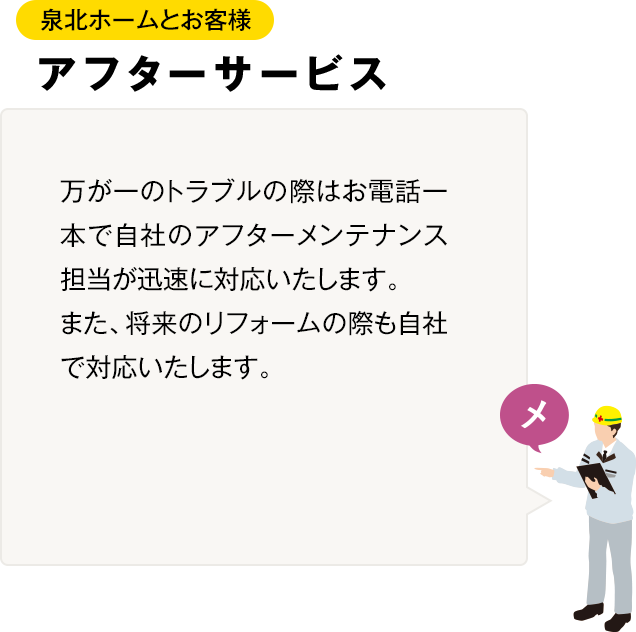 泉北ホームとお客様
アフターサービス
万が一のトラブルの際はお電話一
本で自社のアフターメンテナンス
担当が迅速に対応いたします。
また、将来のリフォームの際も自社
で対応いたします。
メ